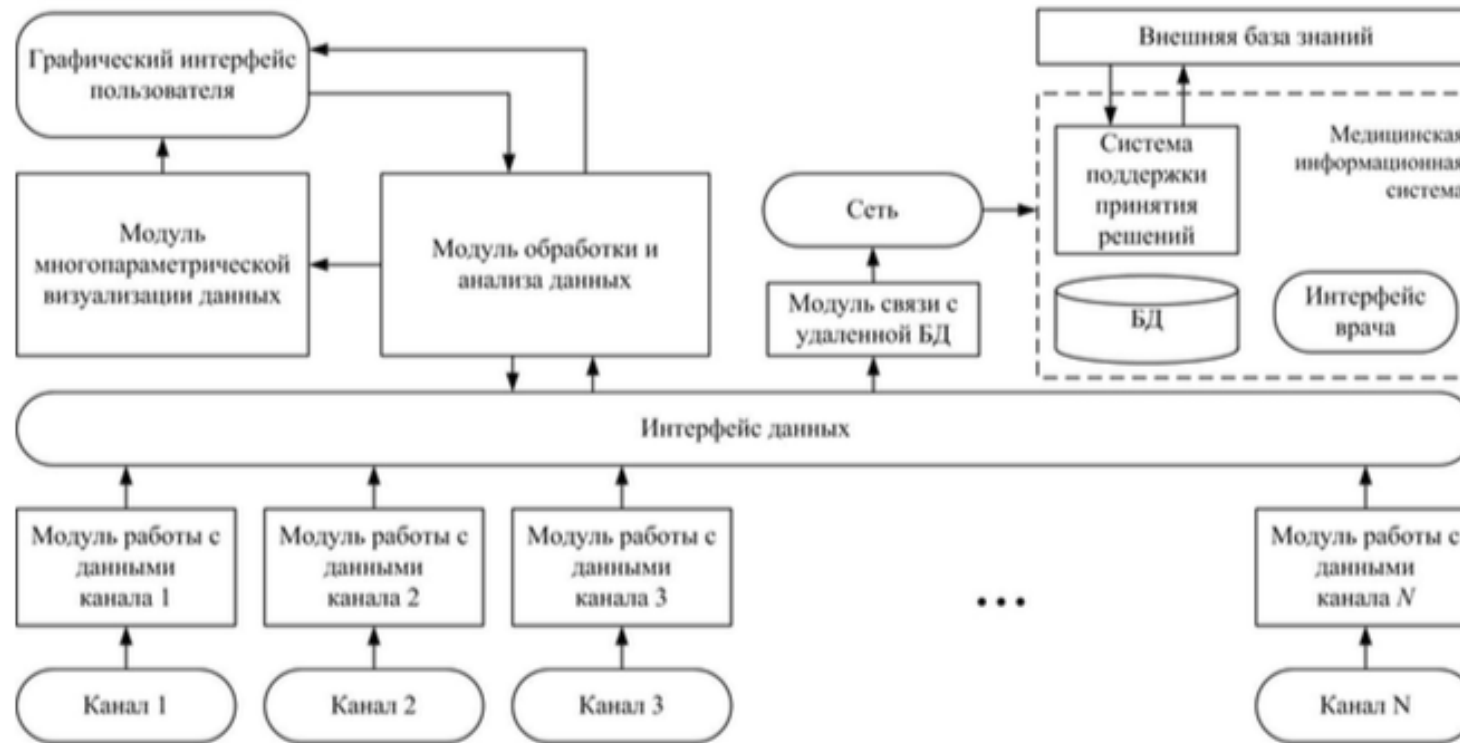 Графический интерфейс
пользователя
Внешняя база знаний
Система
поддержки
принятия
решений
Медицинская
информационная
система
Сеть
Модуль
многопараметрической
визуализации данных
Модуль обработки и
анализа данных
Модуль связи с
удаленной БД
БД
Интерфейс
врача
Интерфейс данных
Модуль работы с
данными
канала 1
Модуль работы с
данными
канала 2
Модуль работы с
данными
канала 3
...
Модуль работы с
данными
канала N
Канал 1
Канал 2
Канал 3
Канал N